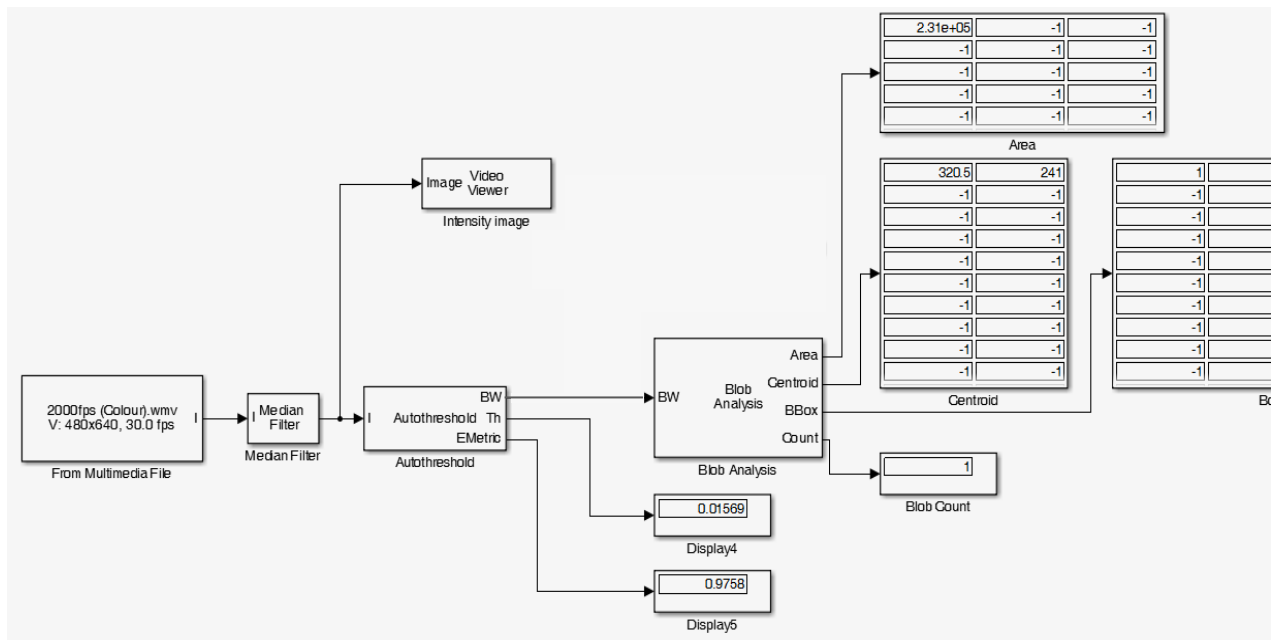 2.31e+05 -1 -1
-1 -1 -1
-1 -1 -1
-1 -1 -1
-1 -1 -1
Area
Image Video Viewer
Intensity image
320.5 241
-1 -1
-1 -1
-1 -1
-1 -1
-1 -1
-1 -1
-1 -1
-1 -1
-1 -1
Centroid
1
-1
-1
-1
-1
-1
-1
-1
-1
-1
Bo
2000fps (Colour).wmv
V: 480x640, 30.0 fps
I
From Multimedia File
I Median
Filter
Median Filter
I Autothreshold
BW
Th
EMetric
Autothreshold
BW Blob
Analysis
Area
Centroid
BBox
Count
Blob Analysis
1
Blob Count
0.01569
Display4
0.9758
Display5